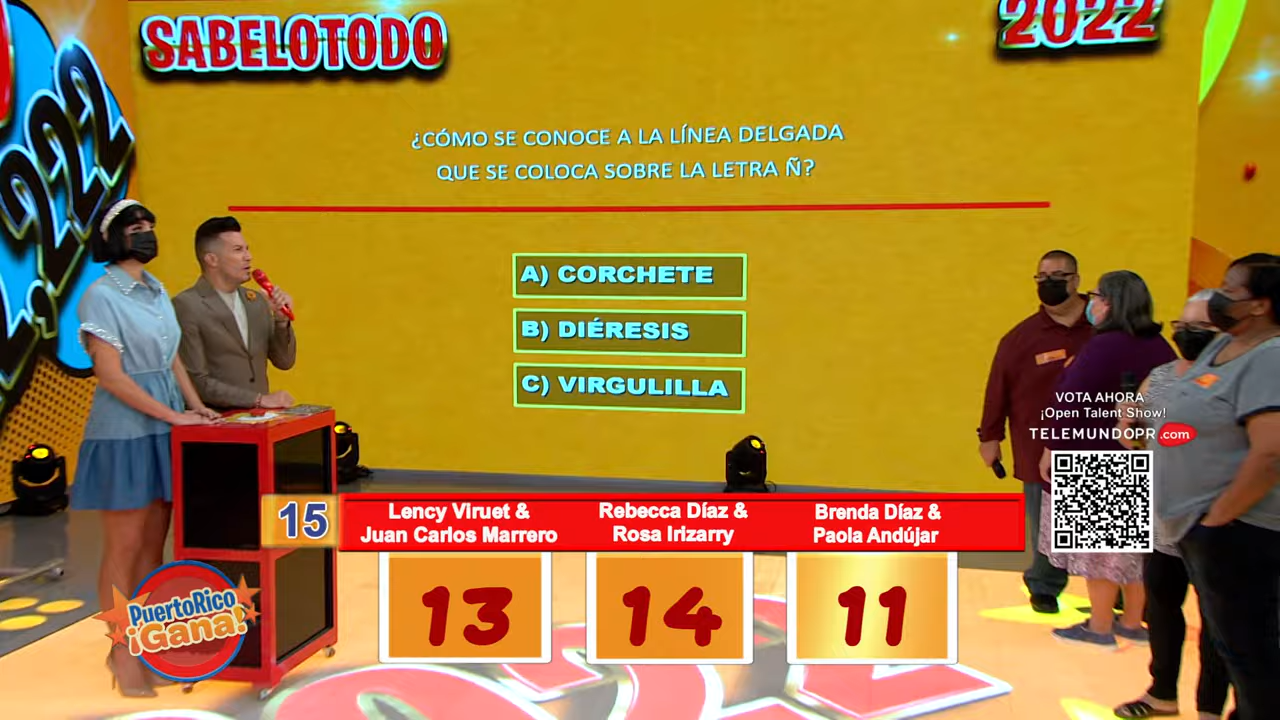 SABELOTODO
2022
¿CÓMO SE CONOCE A LA LÍNEA DELGADA
QUE SE COLOCA SOBRE LA LETRA Ñ?
A) CORCHETE
B) DIÉRESIS
C) VIRGULILLA
VOTA AHORA
¡Open Talent Show!
TELEMUNDOPR.com
15
Lency Viruet &
Juan Carlos Marrero
Rebecca Díaz &
Rosa Irizarry
Brenda Díaz &
Paola Andújar
13
14
11
PuertoRico
¡Gana!